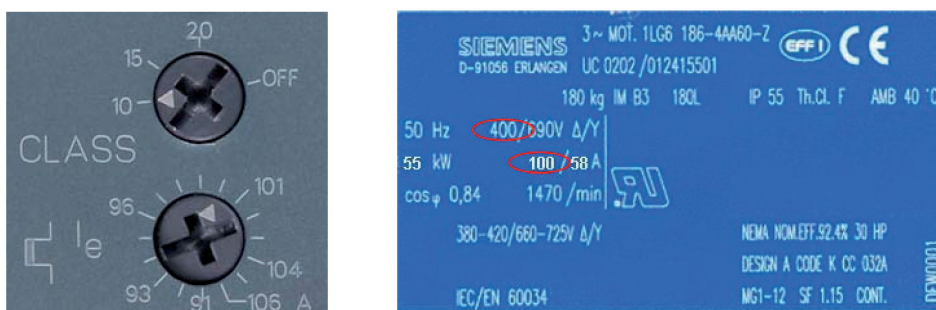 20
15
OFF
10
CLASS
101
96
Ie
104
93
91
106 A
SIEMENS
3~ MOT. 1LG6 186-4AA60-Z
EFF I CE
D-91056 ERLANGEN UC 0202 /012415501
180 kg IM B3 180L IP 55 Th.Cl. F AMB 40 °C
50 Hz 400/690V Δ/Y
55 kW 100/58 A
cosφ 0,84 1470/min
UR
380-420/660-725V Δ/Y
NEMA NOM.EFF.92.4% 30 HP
DESIGN A CODE K CC 032A
IEC/EN 60034
MG1-12 SF 1.15 CONT.
DEW0001